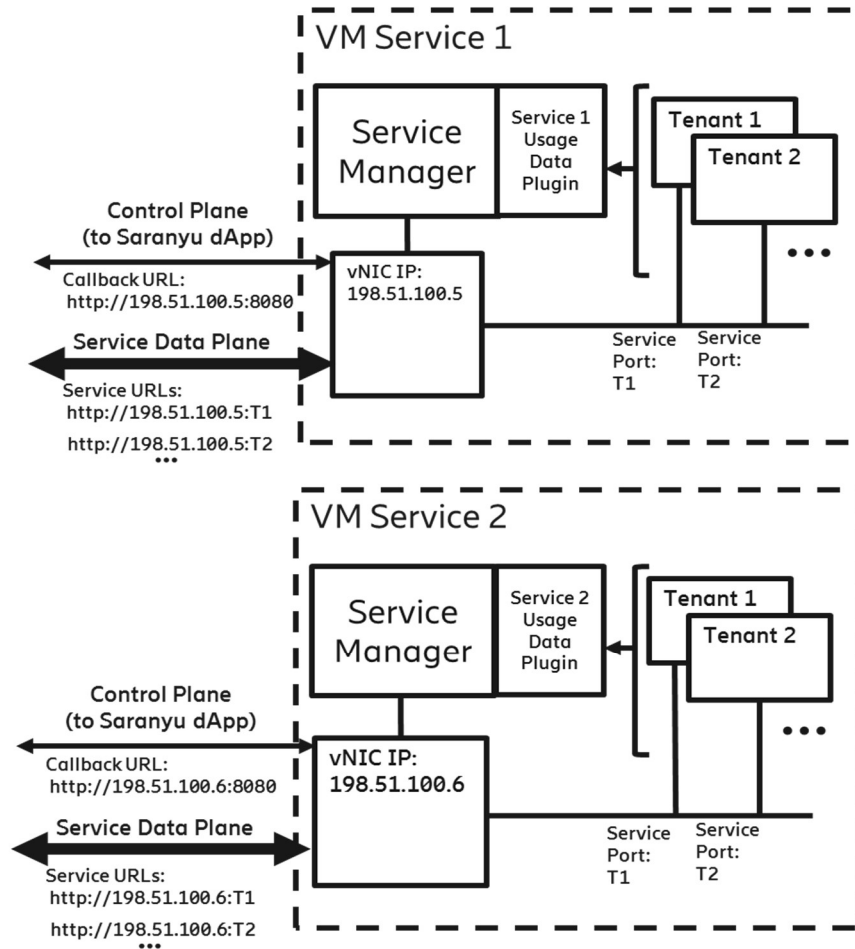 VM Service 1
Service
Manager
Service 1
Usage
Data
Plugin
Tenant 1
Tenant 2
...
Control Plane
(to Saranyu dApp)
Callback URL:
http://198.51.100.5:8080
vNIC IP:
198.51.100.5
Service Data Plane
Service URLs:
http://198.51.100.5:T1
http://198.51.100.5:T2
...
Service
Port:
T1
Service
Port:
T2
VM Service 2
Service
Manager
Service 2
Usage
Data
Plugin
Tenant 1
Tenant 2
...
Control Plane
(to Saranyu dApp)
Callback URL:
http://198.51.100.6:8080
vNIC IP:
198.51.100.6
Service Data Plane
Service URLs:
http://198.51.100.6:T1
http://198.51.100.6:T2
...
Service
Port:
T1
Service
Port:
T2